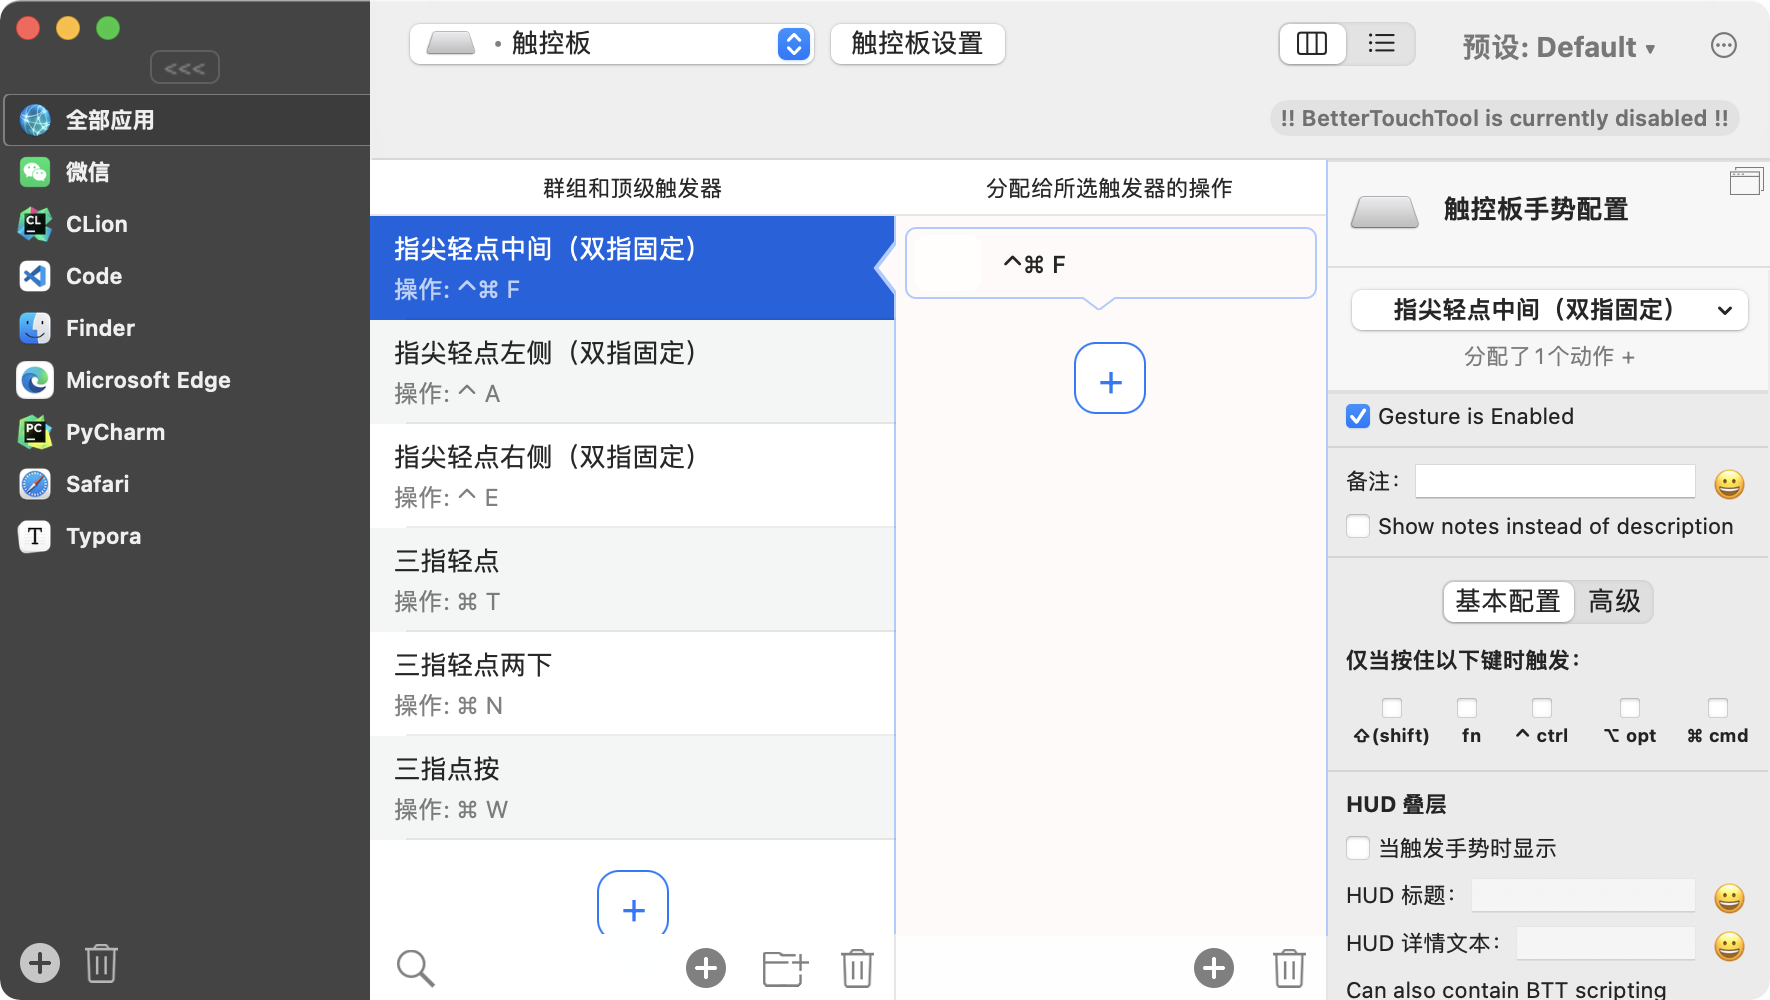 <<<
全部应用
微信
CLion
Code
Finder
Microsoft Edge
PyCharm
Safari
Typora
• 触控板
触控板设置
预设: Default ▾
!! BetterTouchTool is currently disabled !!
群组和顶级触发器
指尖轻点中间（双指固定）
操作: ^⌘ F
指尖轻点左侧（双指固定）
操作: ^ A
指尖轻点右侧（双指固定）
操作: ^ E
三指轻点
操作: ⌘ T
三指轻点两下
操作: ⌘ N
三指点按
操作: ⌘ W
分配给所选触发器的操作
^⌘ F
触控板手势配置
指尖轻点中间（双指固定）
分配了1个动作 +
Gesture is Enabled
备注：
Show notes instead of description
基本配置 高级
仅当按住以下键时触发：
⇧(shift) fn ^ ctrl ⌥ opt ⌘ cmd
HUD 叠层
当触发手势时显示
HUD 标题：
HUD 详情文本：
Can also contain BTT scripting